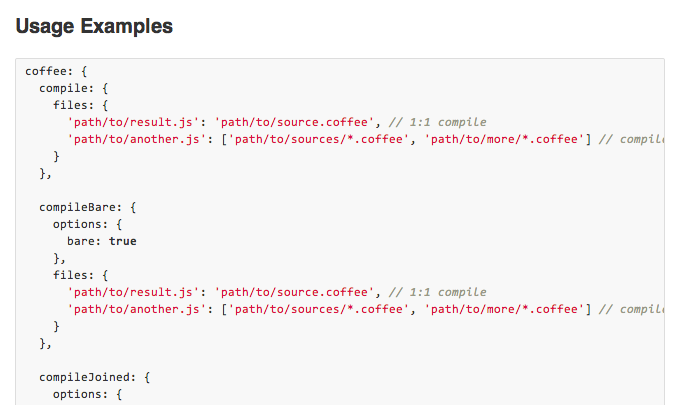 Usage Examples
coffee: {
  compile: {
    files: {
      'path/to/result.js': 'path/to/source.coffee', // 1:1 compile
      'path/to/another.js': ['path/to/sources/*.coffee', 'path/to/more/*.coffee'] // compile
    }
  },

  compileBare: {
    options: {
      bare: true
    },
    files: {
      'path/to/result.js': 'path/to/source.coffee', // 1:1 compile
      'path/to/another.js': ['path/to/sources/*.coffee', 'path/to/more/*.coffee'] // compile
    }
  },

  compileJoined: {
    options: {